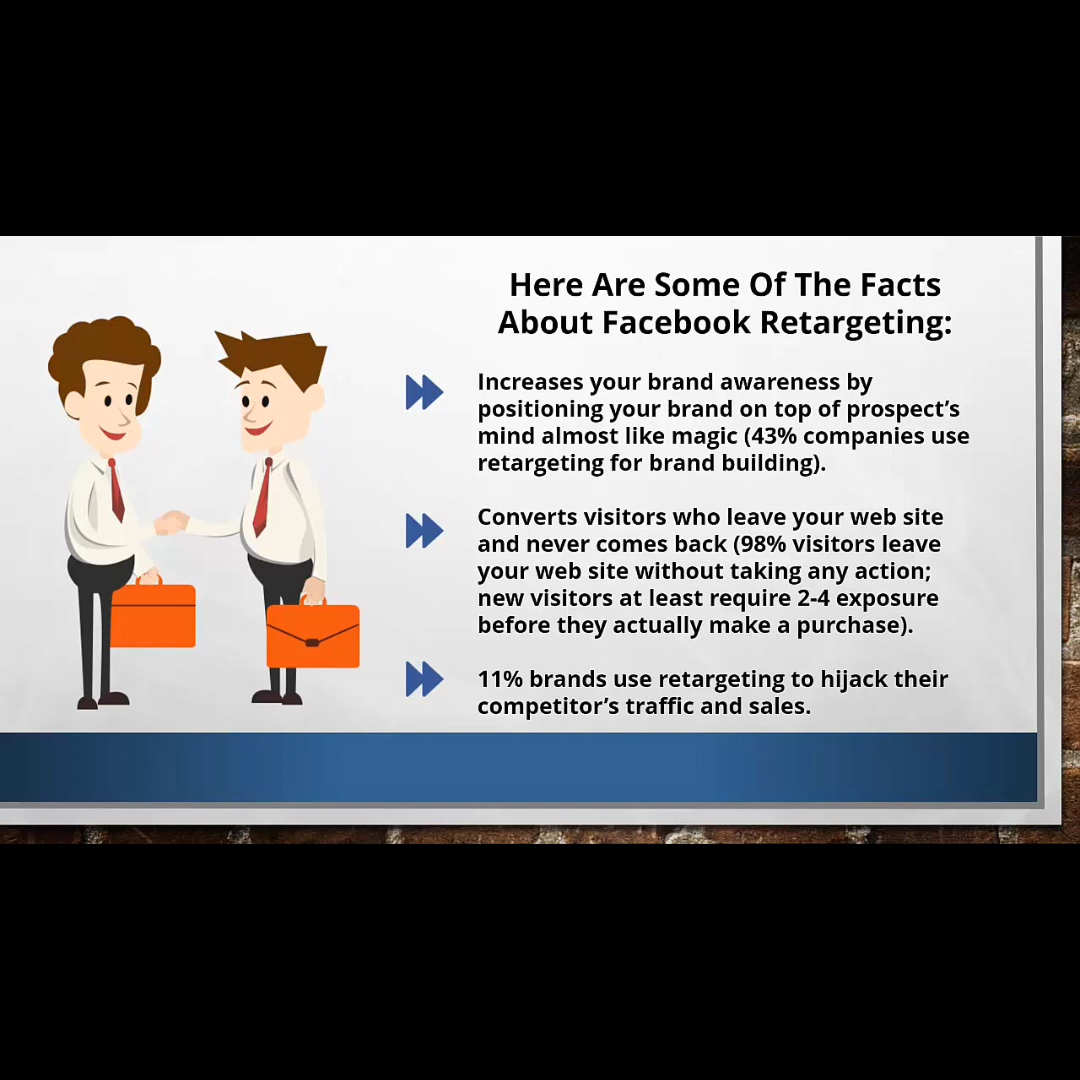 Here Are Some Of The Facts
About Facebook Retargeting:
Increases your brand awareness by
positioning your brand on top of prospect's
mind almost like magic (43% companies use
retargeting for brand building).
Converts visitors who leave your web site
and never comes back (98% visitors leave
your web site without taking any action;
new visitors at least require 2-4 exposure
before they actually make a purchase).
11% brands use retargeting to hijack their
competitor's traffic and sales.